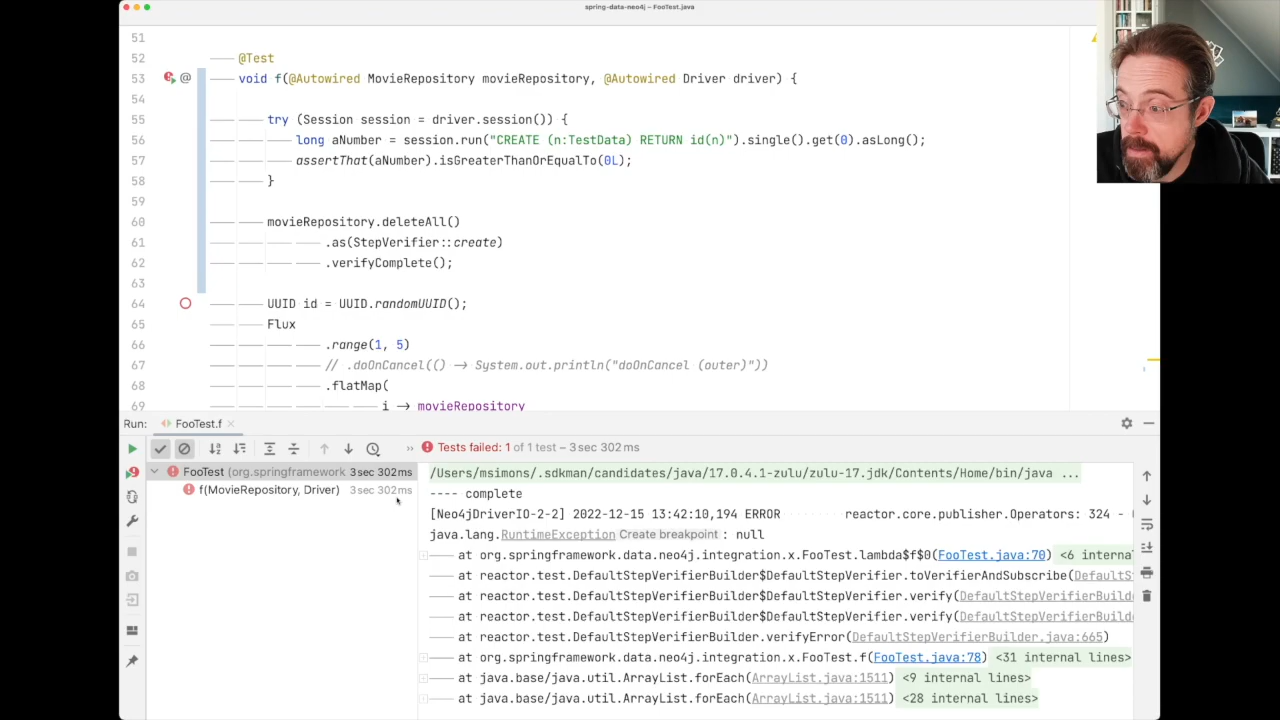 spring-data-neo4j – FooTest.java
51
52 @Test
53 void f(@Autowired MovieRepository movieRepository, @Autowired Driver driver) {
54
55 try (Session session = driver.session()) {
56 long aNumber = session.run("CREATE (n:TestData) RETURN id(n)").single().get(0).asLong();
57 assertThat(aNumber).isGreaterThanOrEqualTo(0L);
58 }
59
60 movieRepository.deleteAll()
61 .as(StepVerifier::create)
62 .verifyComplete();
63
64 UUID id = UUID.randomUUID();
65 Flux
66 .range(1, 5)
67 // .doOnCancel(() -> System.out.println("doOnCancel (outer)"))
68 .flatMap(
69 i -> movieRepository
Run: FooTest.f
Tests failed: 1 of 1 test – 3 sec 302 ms
FooTest (org.springframework 3 sec 302 ms
f(MovieRepository, Driver) 3 sec 302 ms
/Users/msimons/.sdkman/candidates/java/17.0.4.1-zulu/zulu-17.jdk/Contents/Home/bin/java ...
---- complete
[Neo4jDriverIO-2-2] 2022-12-15 13:42:10,194 ERROR reactor.core.publisher.Operators: 324 -
java.lang.RuntimeException Create breakpoint : null
at org.springframework.data.neo4j.integration.x.FooTest.lambda$f$0(FooTest.java:70) <6 internal
at reactor.test.DefaultStepVerifierBuilder$DefaultStepVerifier.toVerifierAndSubscribe(DefaultS
at reactor.test.DefaultStepVerifierBuilder$DefaultStepVerifier.verify(DefaultStepVerifierBuild
at reactor.test.DefaultStepVerifierBuilder$DefaultStepVerifier.verify(DefaultStepVerifierBuild
at reactor.test.DefaultStepVerifierBuilder.verifyError(DefaultStepVerifierBuilder.java:665)
at org.springframework.data.neo4j.integration.x.FooTest.f(FooTest.java:78) <31 internal lines>
at java.base/java.util.ArrayList.forEach(ArrayList.java:1511) <9 internal lines>
at java.base/java.util.ArrayList.forEach(ArrayList.java:1511) <28 internal lines>